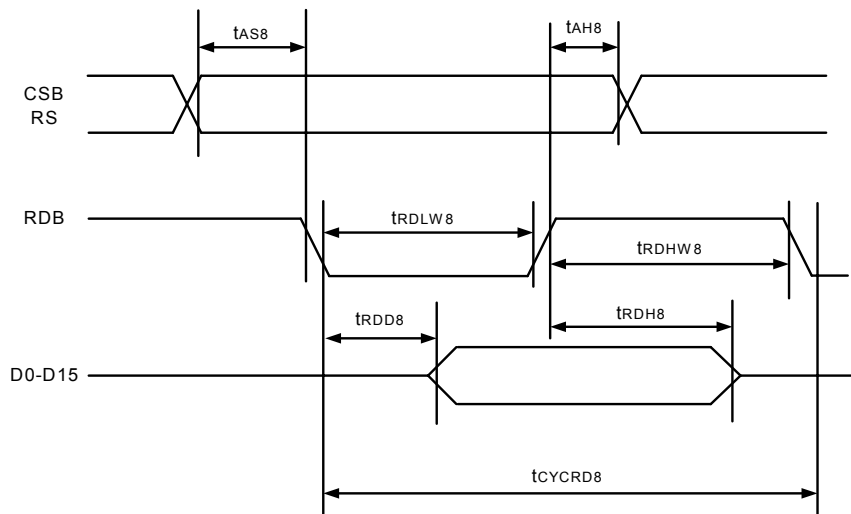 tAS8
tAH8
CSB
RS
RDB
tRDLW8
tRDHW8
tRDD8
tRDH8
D0-D15
tCYCRD8